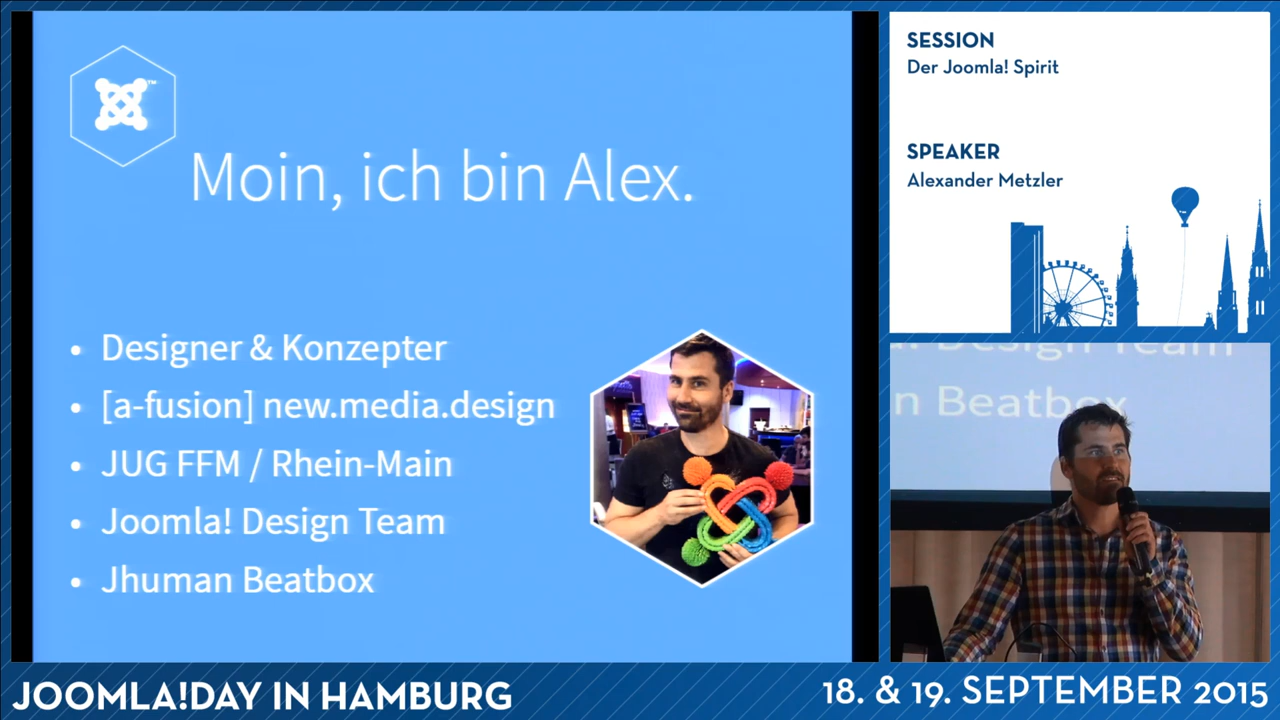 Moin, ich bin Alex.
• Designer & Konzepter
• [a-fusion] new.media.design
• JUG FFM / Rhein-Main
• Joomla! Design Team
• Jhuman Beatbox
SESSION
Der Joomla! Spirit
SPEAKER
Alexander Metzler
Design Team
n Beatbox
JOOMLA!DAY IN HAMBURG
18. & 19. SEPTEMBER 2015